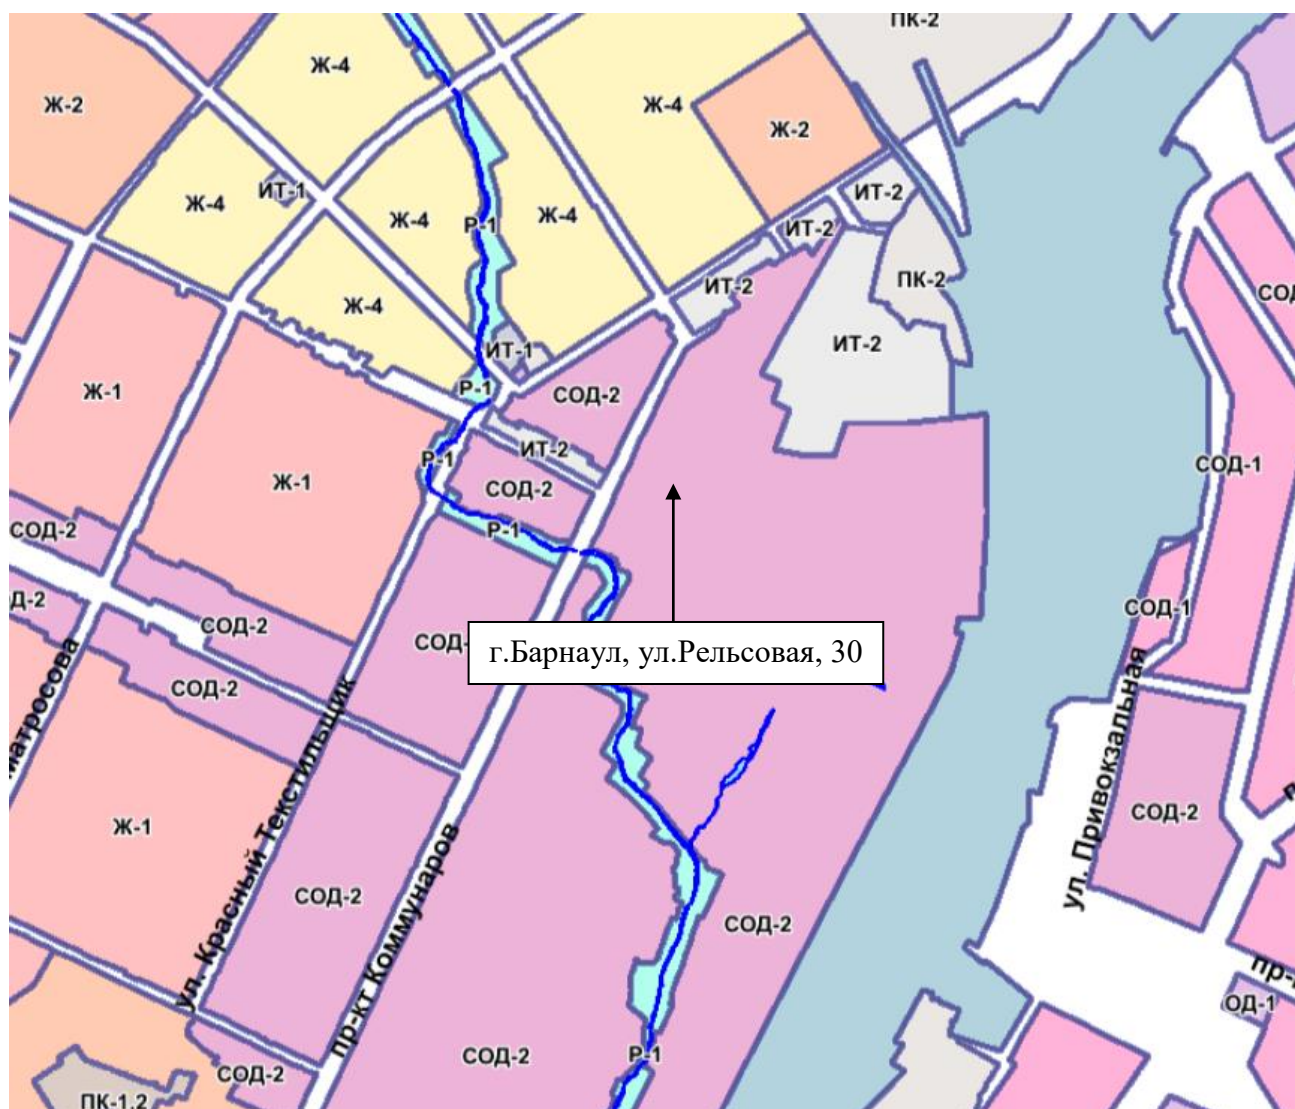 ПК-2
Ж-4
Ж-2
Ж-4
Ж-2
ИТ-1
Ж-4
Ж-4
Р-1
Ж-4
ИТ-2
ИТ-2
ИТ-2
ПК-2
СОД
Ж-4
ИТ-1
ИТ-2
Ж-1
Р-1
СОД-2
ИТ-2
Р-1
СОД-1
Ж-1
СОД-2
СОД-2
Р-1
Д-2
СОД-1
СОД-2
СОД-
г.Барнаул, ул.Рельсовая, 30
СОД-2
матросова
ул. Красный Текстильщик
ул. Привокзальная
СОД-2
Ж-1
пр-кт Коммунаров
СОД-2
СОД-2
пр-
ОД-1
СОД-2
Р-1
СОД-2
ПК-1.2